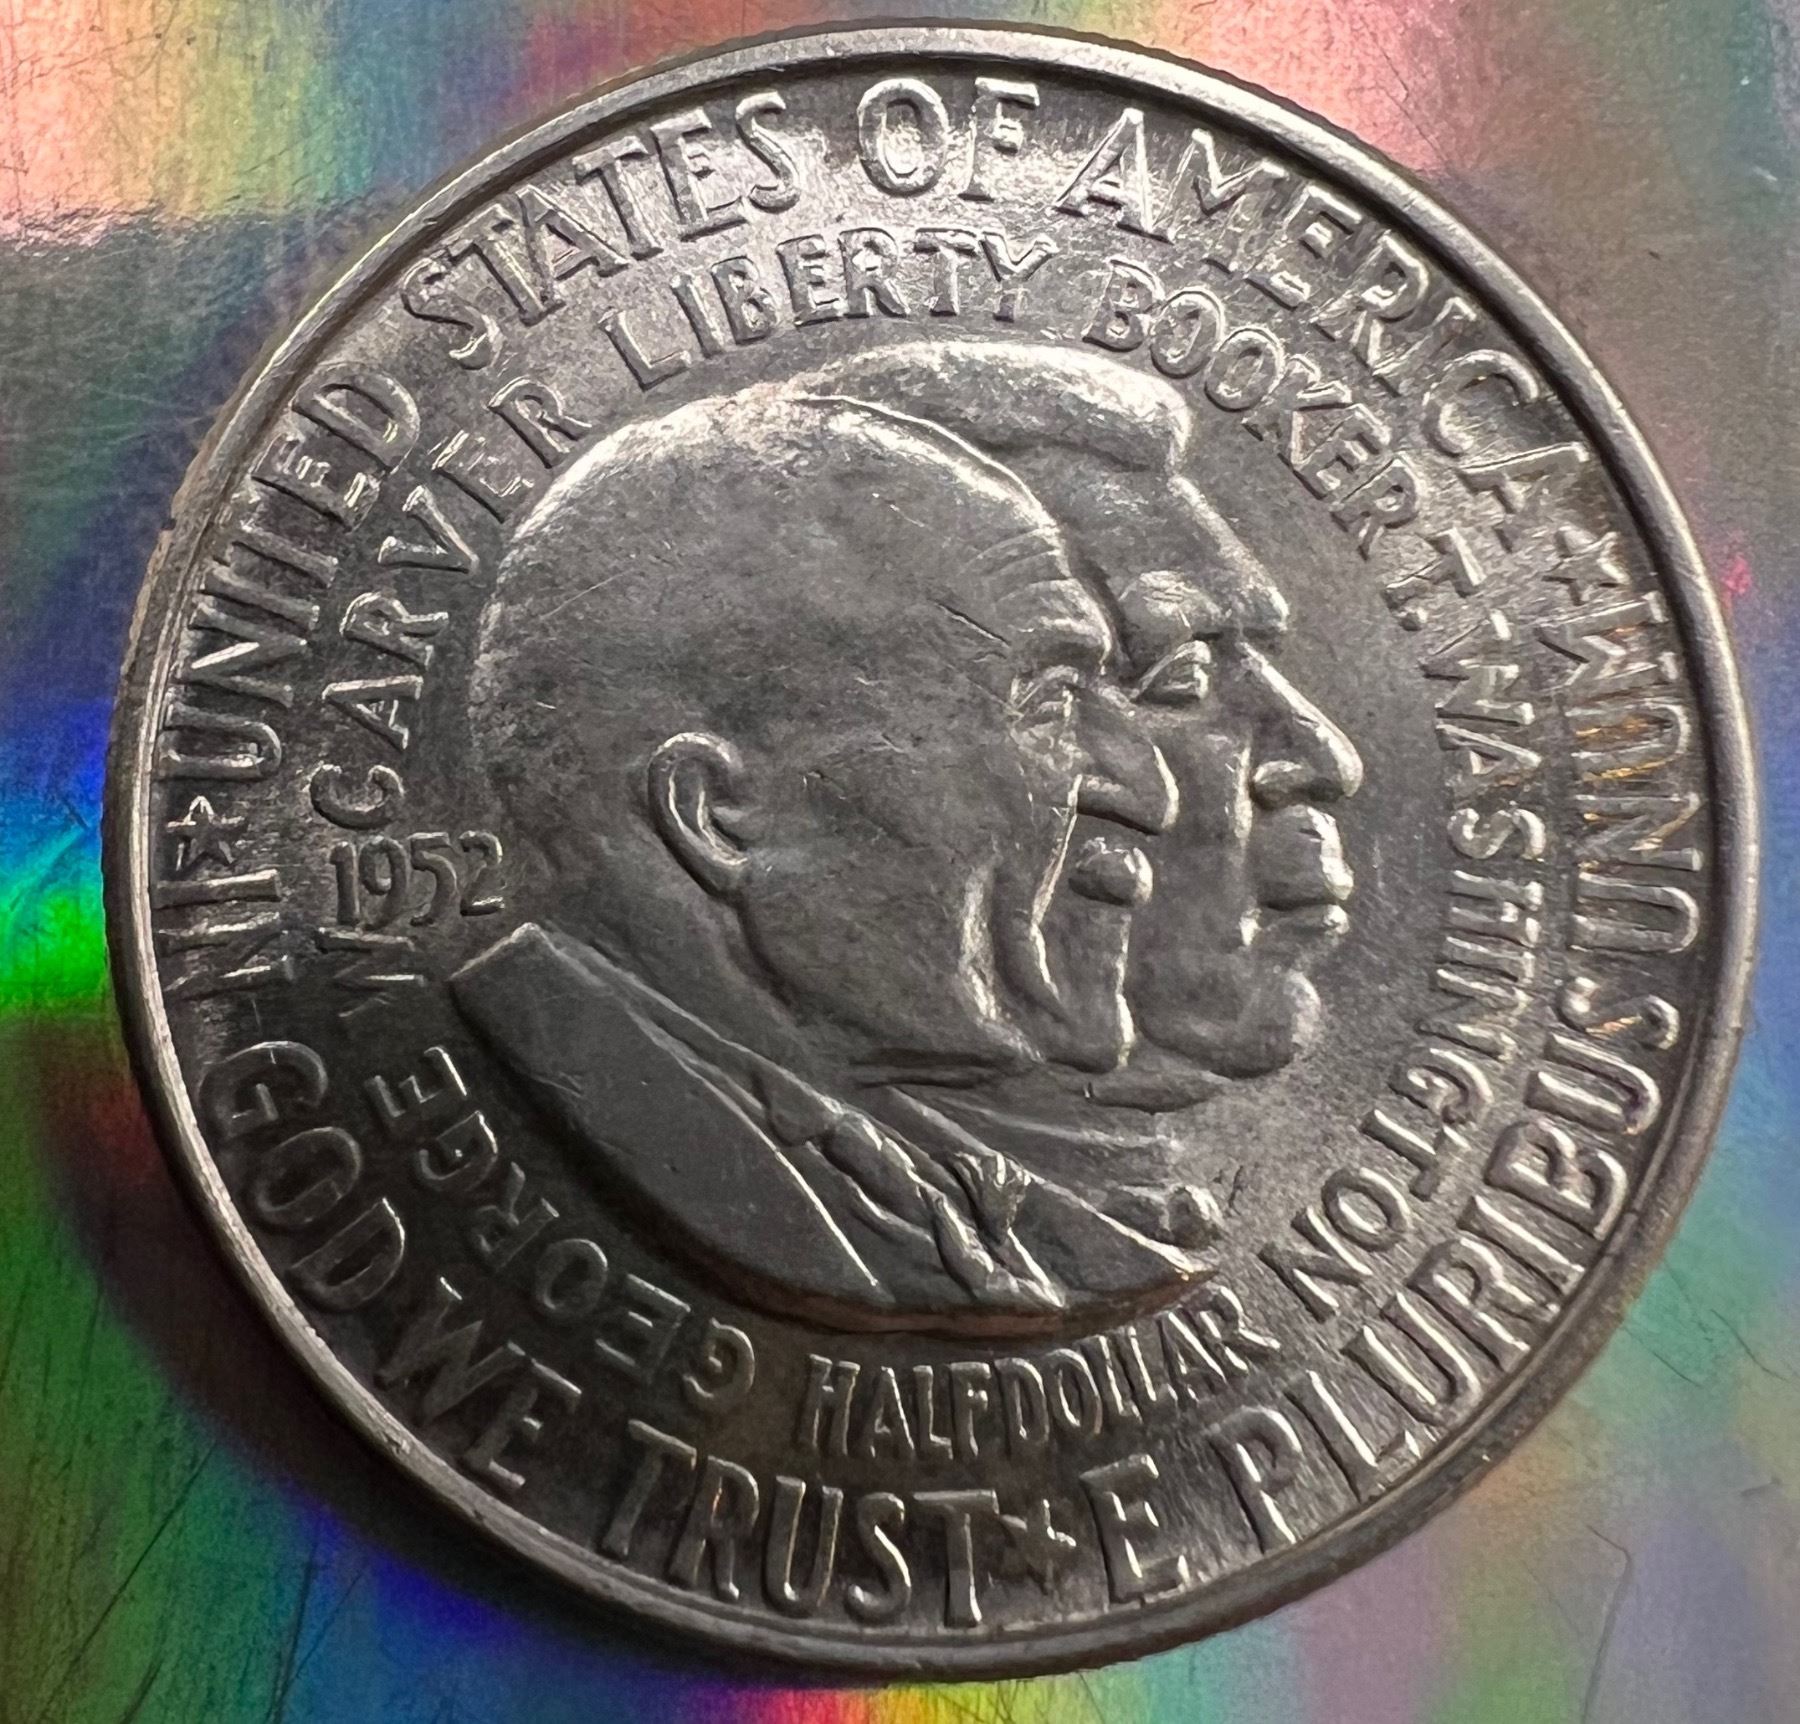 UNITED STATES OF AMERICA ★ E PLURIBUS UNUM ★ IN GOD WE TRUST ★
GEORGE W CARVER LIBERTY BOOKER T. WASHINGTON
1952
HALF DOLLAR